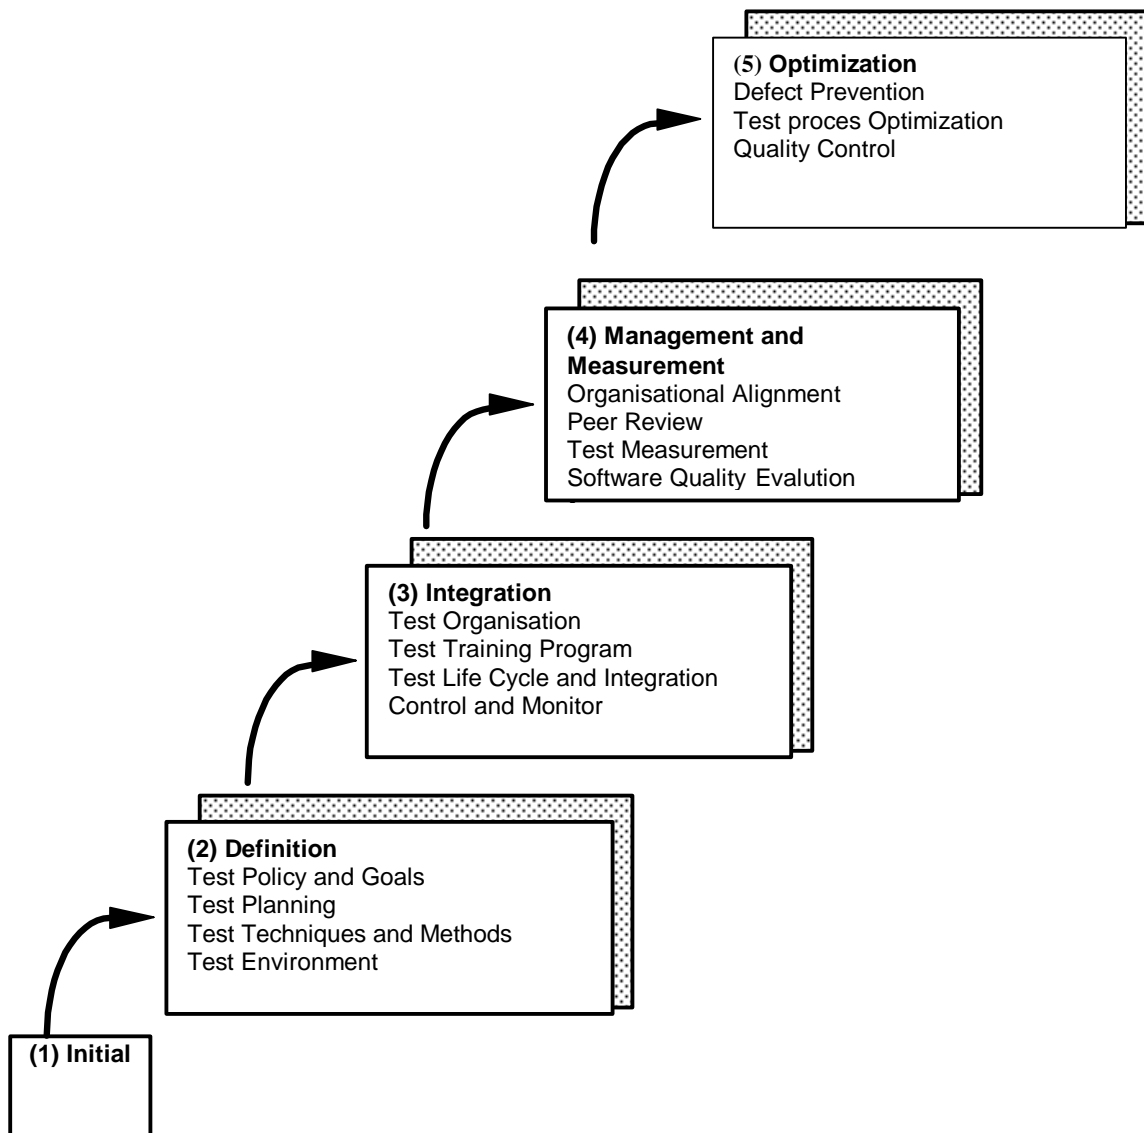 (5) Optimization
Defect Prevention
Test proces Optimization
Quality Control
(4) Management and
Measurement
Organisational Alignment
Peer Review
Test Measurement
Software Quality Evalution
(3) Integration
Test Organisation
Test Training Program
Test Life Cycle and Integration
Control and Monitor
(2) Definition
Test Policy and Goals
Test Planning
Test Techniques and Methods
Test Environment
(1) Initial